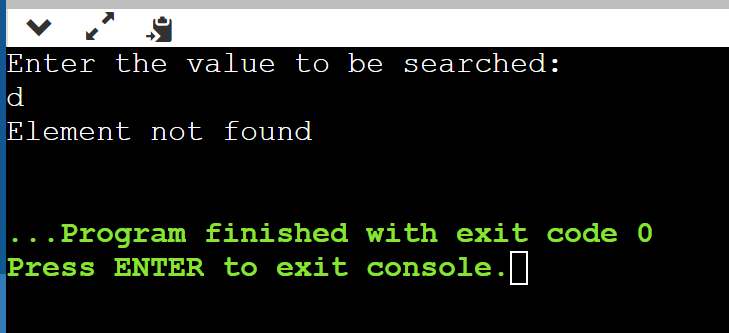 Enter the value to be searched:
d
Element not found
...Program finished with exit code 0
Press ENTER to exit console.